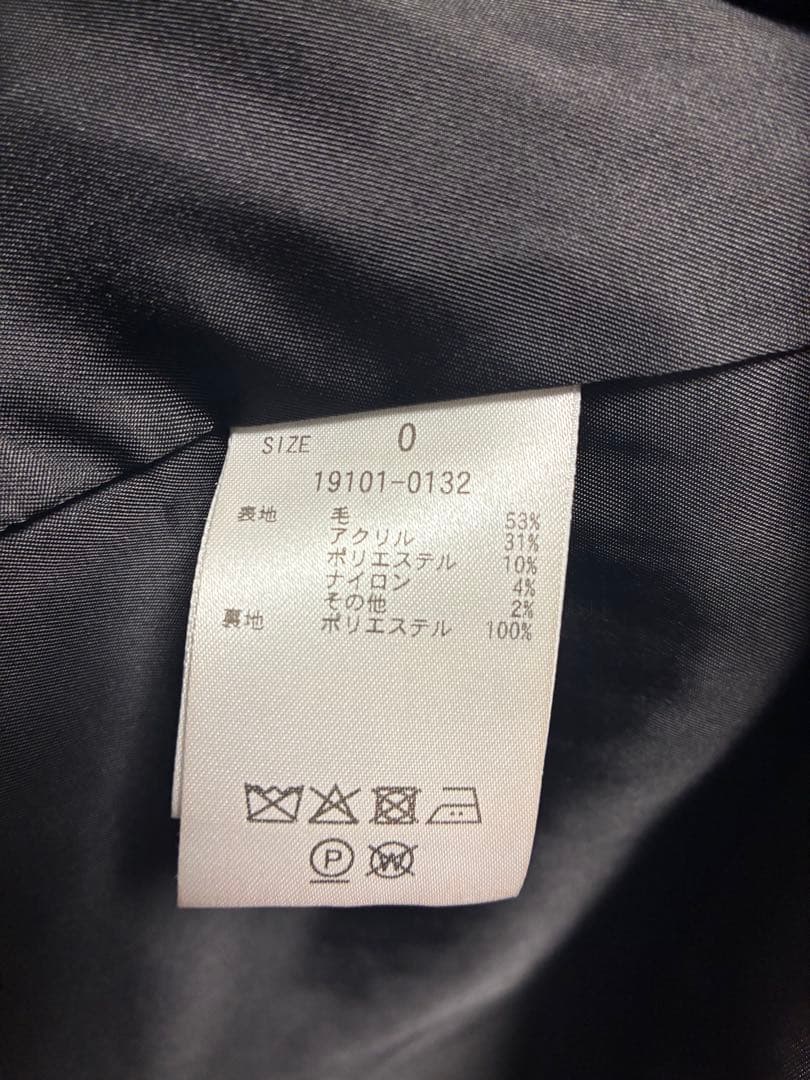 SIZE 0
19101-0132
表地 毛 53%
アクリル 31%
ポリエステル 10%
ナイロン 4%
その他 2%
裏地 ポリエステル 100%
P W